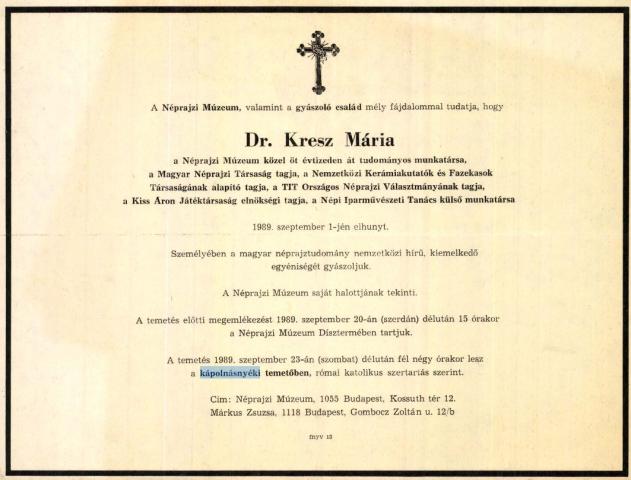 A Néprajzi Múzeum, valamint a gyászoló család mély fájdalommal tudatja, hogy
Dr. Kresz Mária
a Néprajzi Múzeum közel öt évtizeden át tudományos munkatársa,
a Magyar Néprajzi Társaság tagja, a Nemzetközi Kerámiakutatók és Fazekasok
Társaságának alapító tagja, a TIT Országos Néprajzi Választmányának tagja,
a Kiss Áron Játéktársaság elnökségi tagja, a Népi Iparművészeti Tanács külső munkatársa
1989. szeptember 1-jén elhunyt.
Személyében a magyar néprajztudomány nemzetközi hírű, kiemelkedő
egyéniségét gyászoljuk.
A Néprajzi Múzeum saját halottjának tekinti.
A temetés előtti megemlékezést 1989. szeptember 20-án (szerdán) délután 15 órakor
a Néprajzi Múzeum Dísztermében tartjuk.
A temetés 1989. szeptember 23-án (szombat) délután fél négy órakor lesz
a kápolnásnyéki temetőben, római katolikus szertartás szerint.
Cím: Néprajzi Múzeum, 1055 Budapest, Kossuth tér 12.
Márkus Zsuzsa, 1118 Budapest, Gombocz Zoltán u. 12/b
fnyv 13